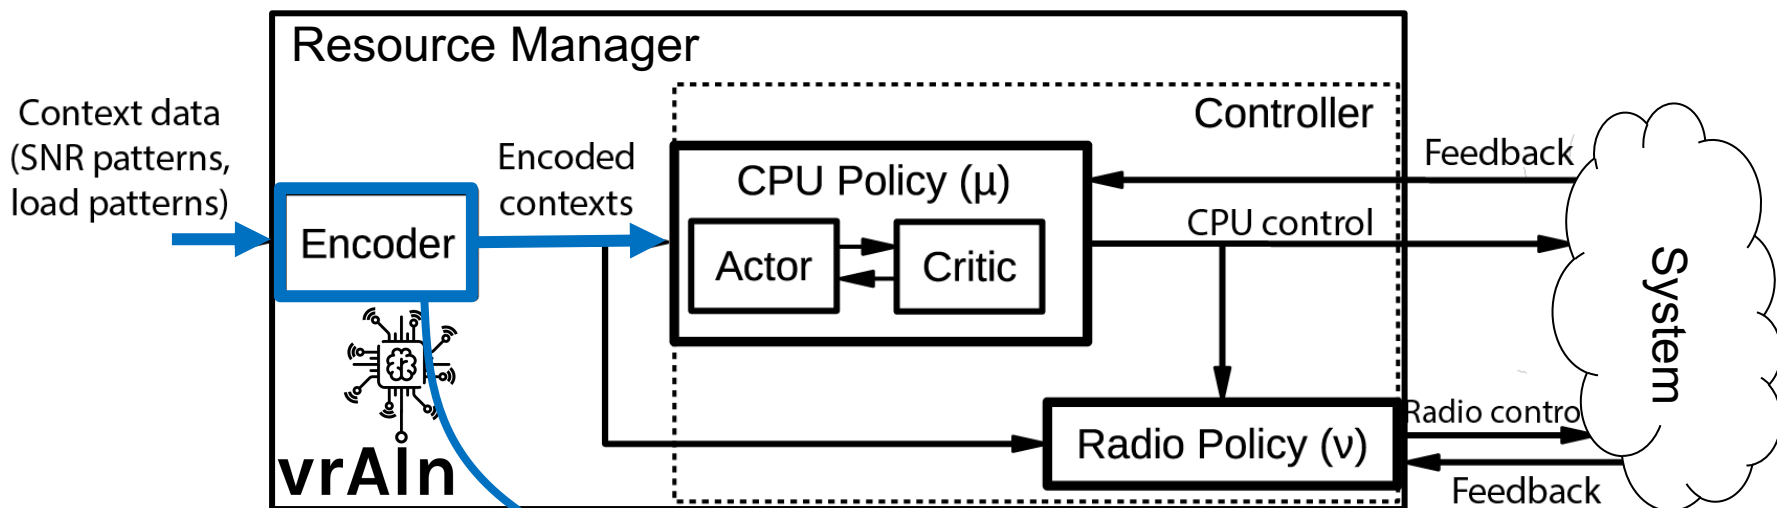 Resource Manager
Context data
(SNR patterns,
load patterns)
Encoder
Encoded
contexts
Controller
CPU Policy (μ)
Actor
Critic
Feedback
CPU control
System
Radio Policy (ν)
Radio contro
Feedback
vrAIn